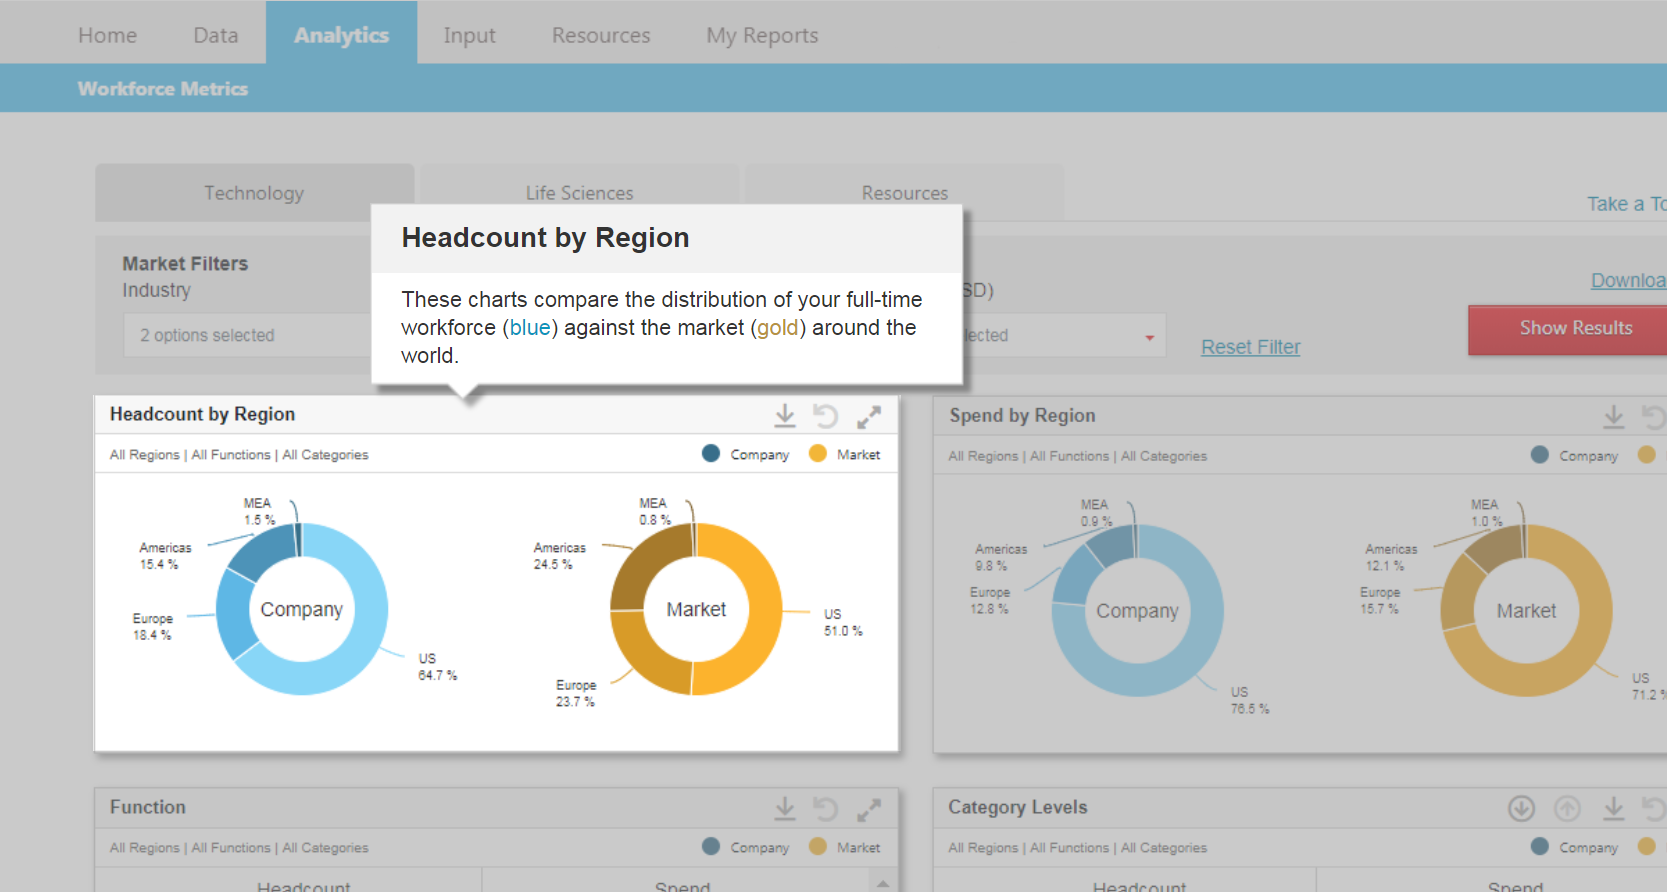 Home Data Analytics Input Resources My Reports
Workforce Metrics
Technology Life Sciences Resources
Take a
Headcount by Region
Market Filters
Industry
SD)
2 options selected
These charts compare the distribution of your full-time
workforce (blue) against the market (gold) around the
world.
Reset Filter
Show Results
Headcount by Region
All Regions | All Functions | All Categories
Company Market
MEA
1.5 %
Americas
15.4 %
Europe
18.4 %
Company
US
64.7 %
MEA
0.8 %
Americas
24.5 %
Market
US
51.0 %
Europe
23.7 %
Spend by Region
All Regions | All Functions | All Categories
Company
MEA
0.9 %
Americas
9.8 %
Europe
12.8 %
Company
US
76.5 %
MEA
1.0 %
Americas
12.1 %
Europe
15.7 %
Market
US
71.2 %
Function
All Regions | All Functions | All Categories
Company Market
Headcount Spend
Category Levels
All Regions | All Functions | All Categories
Company
Headcount Spend